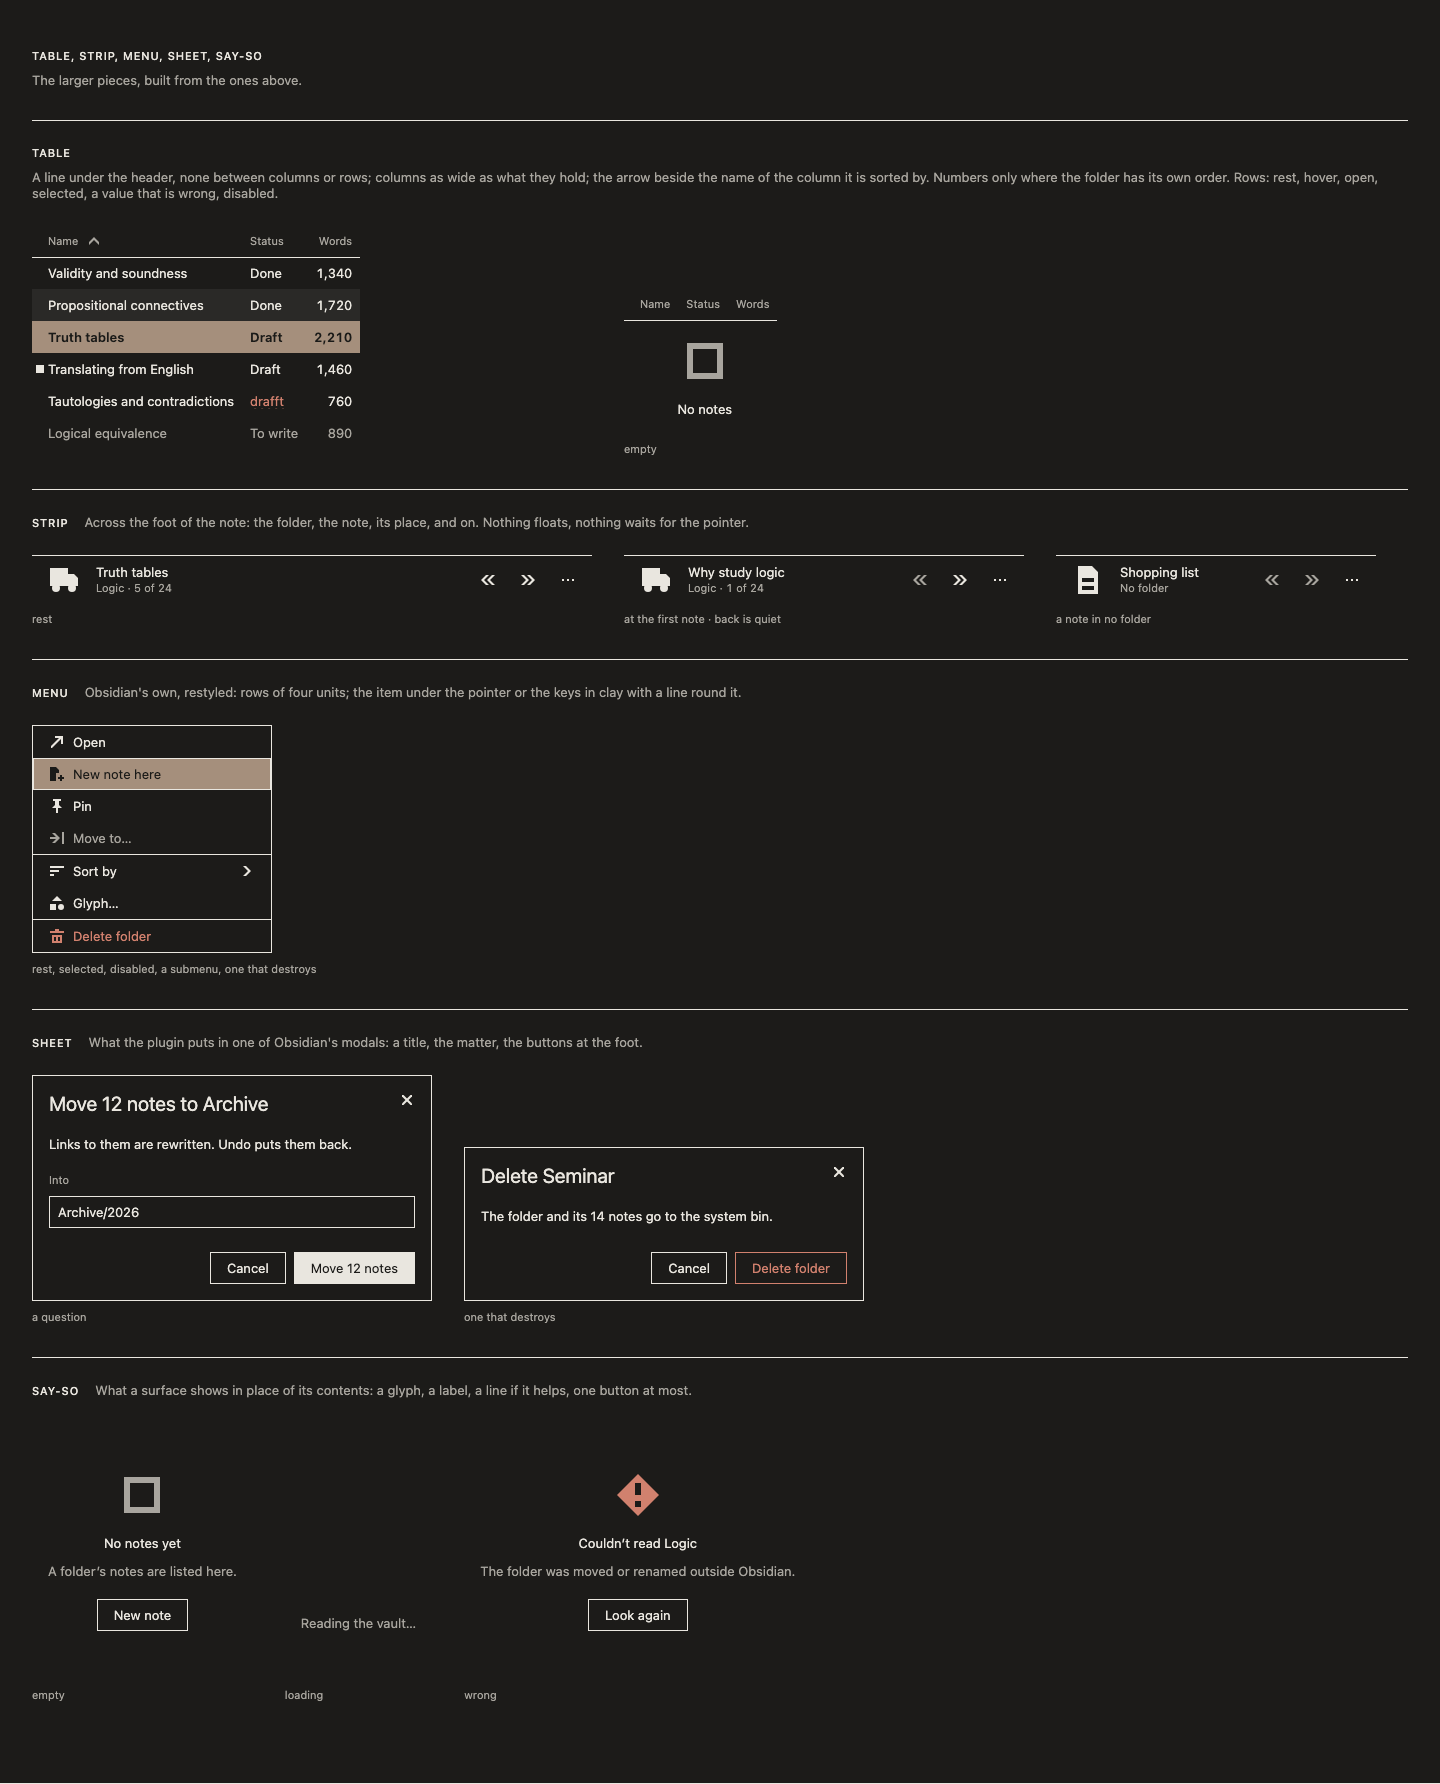 TABLE, STRIP, MENU, SHEET, SAY-SO
The larger pieces, built from the ones above.
TABLE
A line under the header, none between columns or rows; columns as wide as what they hold; the arrow beside the name of the column it is sorted by. Numbers only where the folder has its own order. Rows: rest, hover, open,
selected, a value that is wrong, disabled.
Name Status Words
Validity and soundness Done 1,340
Propositional connectives Done 1,720
Truth tables Draft 2,210
Translating from English Draft 1,460
Tautologies and contradictions drafft 760
Logical equivalence To write 890
Name Status Words
No notes
empty
STRIP Across the foot of the note: the folder, the note, its place, and on. Nothing floats, nothing waits for the pointer.
Truth tables
Logic · 5 of 24
rest
Why study logic
Logic · 1 of 24
at the first note · back is quiet
Shopping list
No folder
a note in no folder
MENU Obsidian's own, restyled: rows of four units; the item under the pointer or the keys in clay with a line round it.
Open
New note here
Pin
Move to…
Sort by
Glyph…
Delete folder
rest, selected, disabled, a submenu, one that destroys
SHEET What the plugin puts in one of Obsidian's modals: a title, the matter, the buttons at the foot.
Move 12 notes to Archive
Links to them are rewritten. Undo puts them back.
Into
Archive/2026
Cancel Move 12 notes
a question
Delete Seminar
The folder and its 14 notes go to the system bin.
Cancel Delete folder
one that destroys
SAY-SO What a surface shows in place of its contents: a glyph, a label, a line if it helps, one button at most.
No notes yet
A folder’s notes are listed here.
New note
empty
Reading the vault…
loading
Couldn’t read Logic
The folder was moved or renamed outside Obsidian.
Look again
wrong